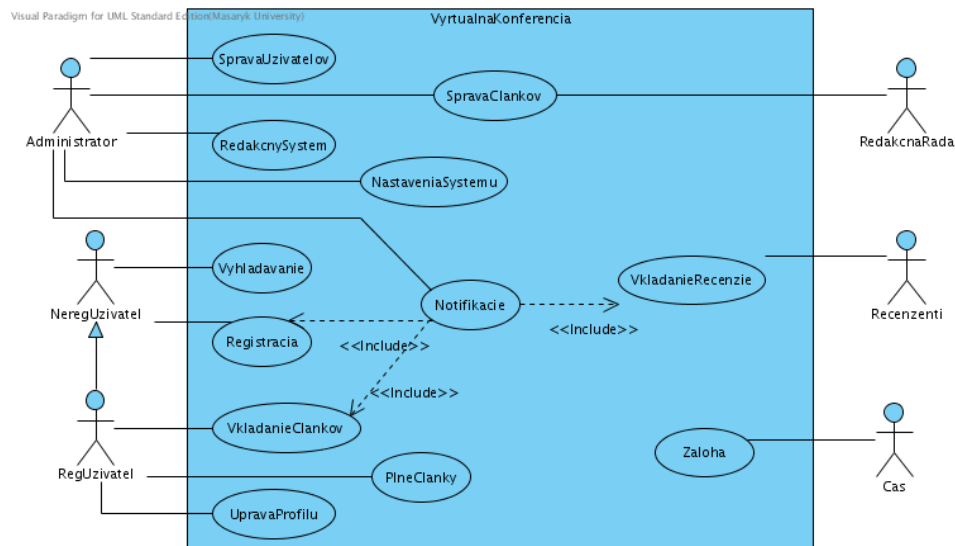 Visual Paradigm for UML Standard Edition(Masaryk University)
VyrtualnaKonferencia
SpravaUzivatelov
SpravaClankov
Administrator
RedakcnaRada
RedakcnySystem
NastaveniaSystemu
Vyhladavanie
VkladanieRecenzie
Notifikacie
NeregUzivatel
Recenzenti
<<Include>>
Registracia
<<Include>>
<<Include>>
VkladanieClankov
Zaloha
RegUzivatel
PlneClanky
Cas
UpravaProfilu